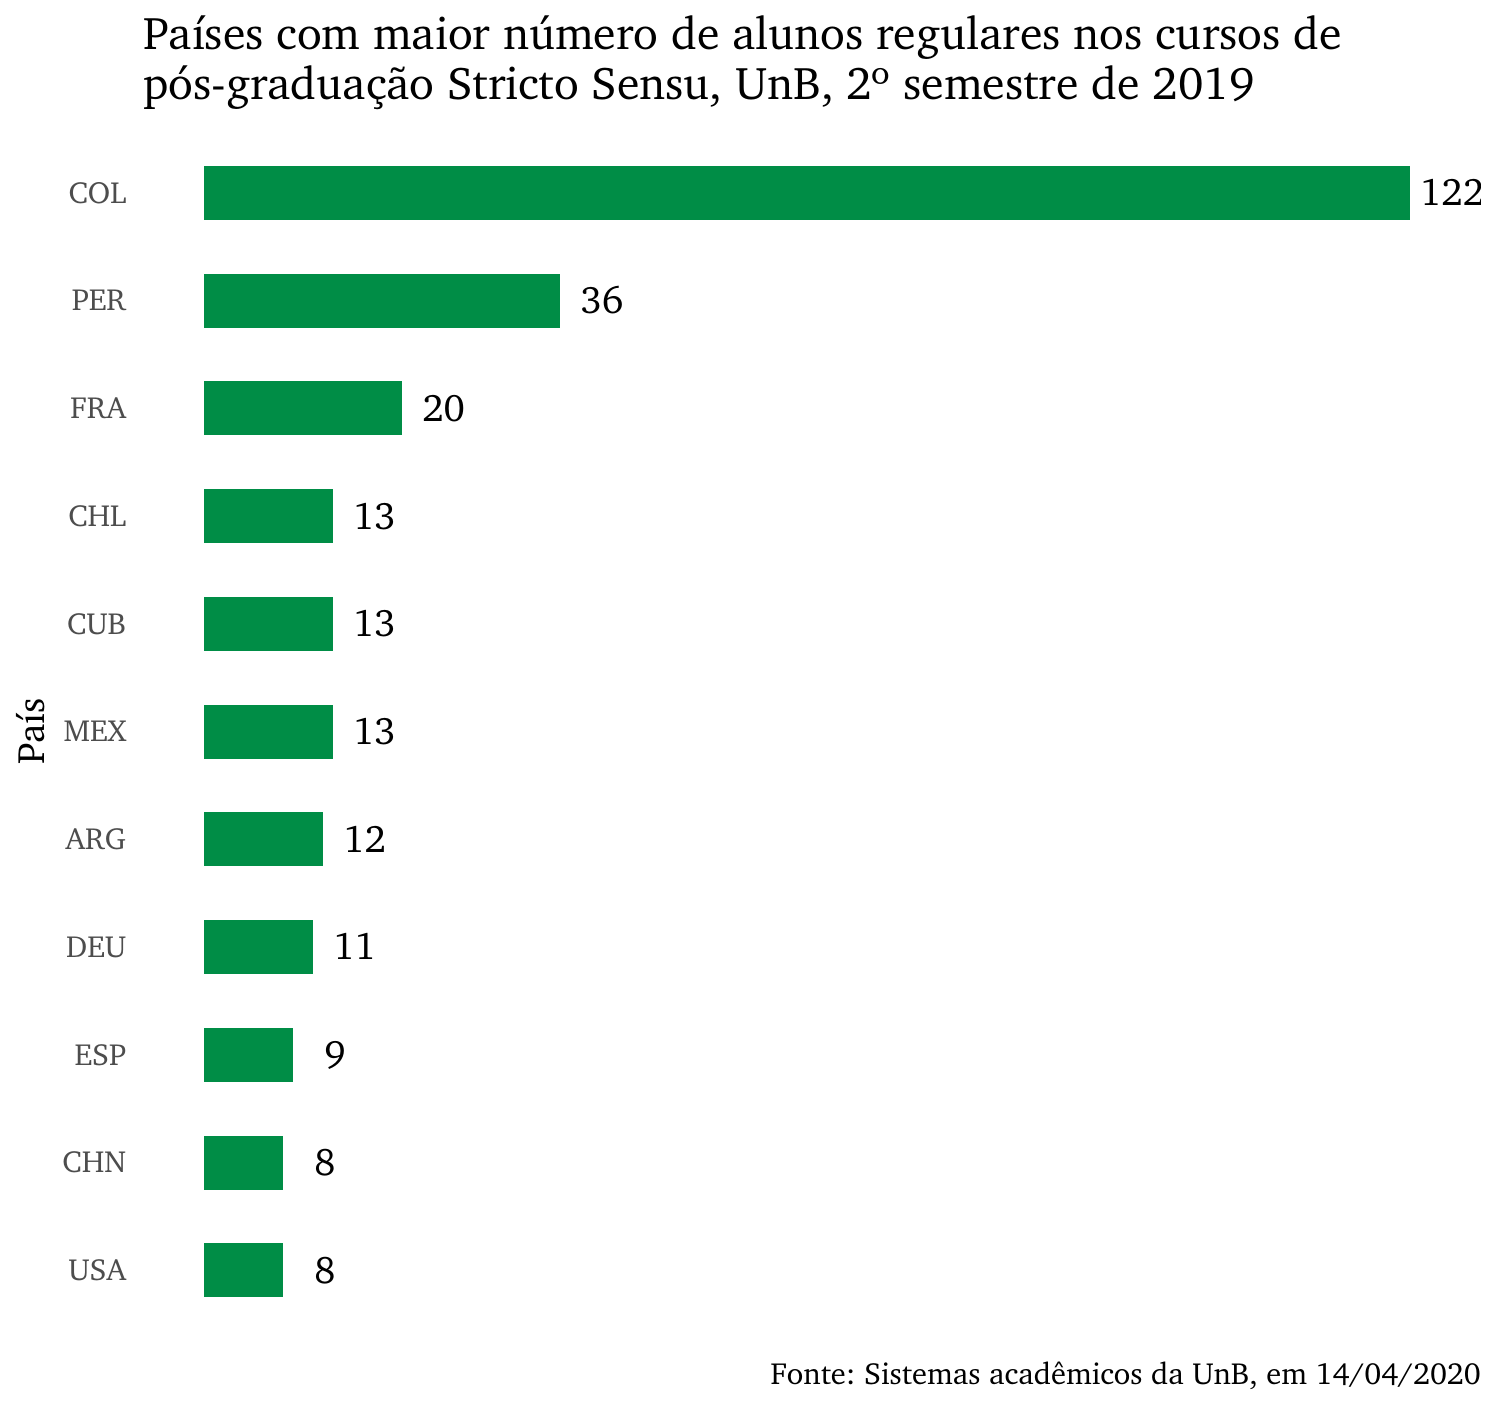 Países com maior número de alunos regulares nos cursos de
pós-graduação Stricto Sensu, UnB, 2º semestre de 2019
COL 122
PER 36
FRA 20
CHL 13
CUB 13
MEX 13
ARG 12
DEU 11
ESP 9
CHN 8
USA 8
País
Fonte: Sistemas acadêmicos da UnB, em 14/04/2020